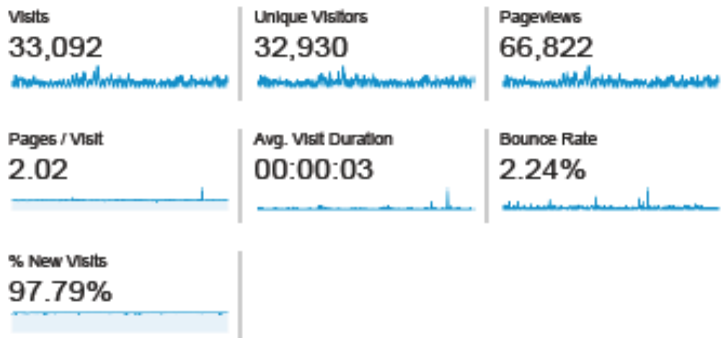 Visits
33,092
Unique Visitors
32,930
Pageviews
66,822
Pages / Visit
2.02
Avg. Visit Duration
00:00:03
Bounce Rate
2.24%
% New Visits
97.79%